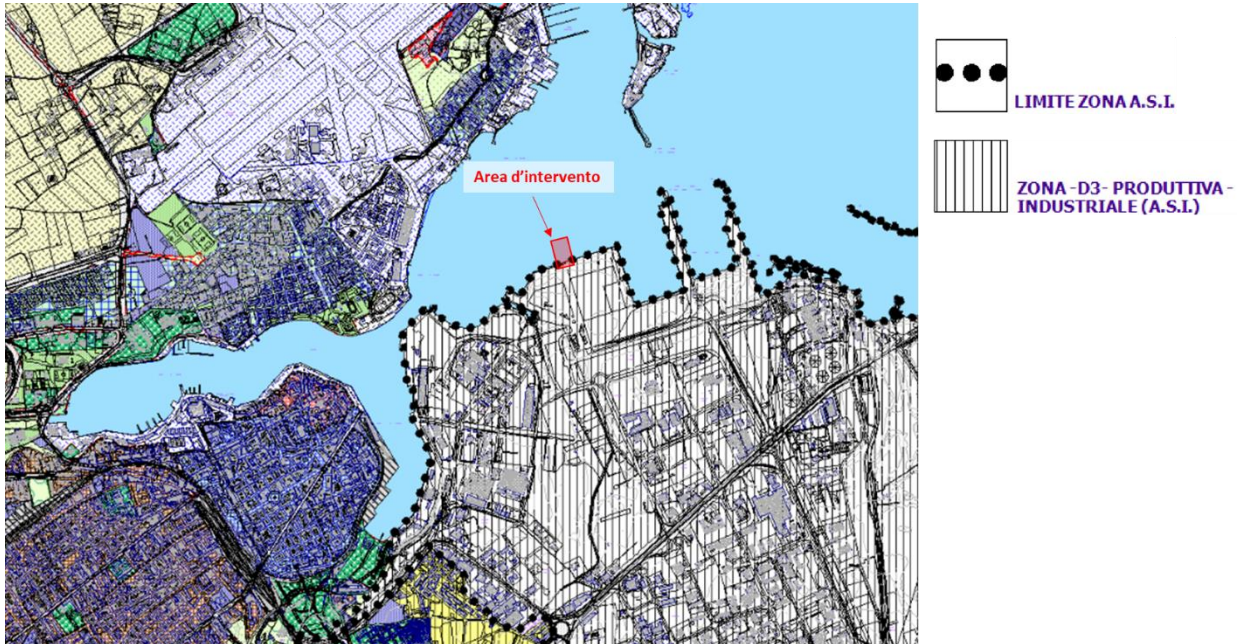 Area d'intervento
LIMITE ZONA A.S.I.
ZONA -D3- PRODUTTIVA -
INDUSTRIALE (A.S.I.)